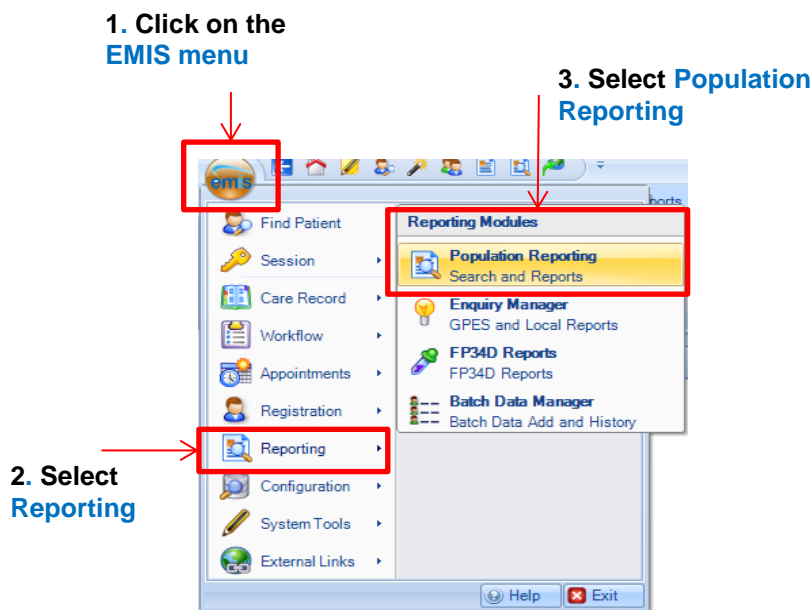 1. Click on the
EMIS menu
3. Select Population
Reporting
emis
ports
Find Patient
Session
Care Record
Workflow
Appointments
Registration
Reporting
Configuration
System Tools
External Links
Reporting Modules
Population Reporting
Search and Reports
Enquiry Manager
GPES and Local Reports
FP34D Reports
FP34D Reports
Batch Data Manager
Batch Data Add and History
2. Select
Reporting
Help
Exit